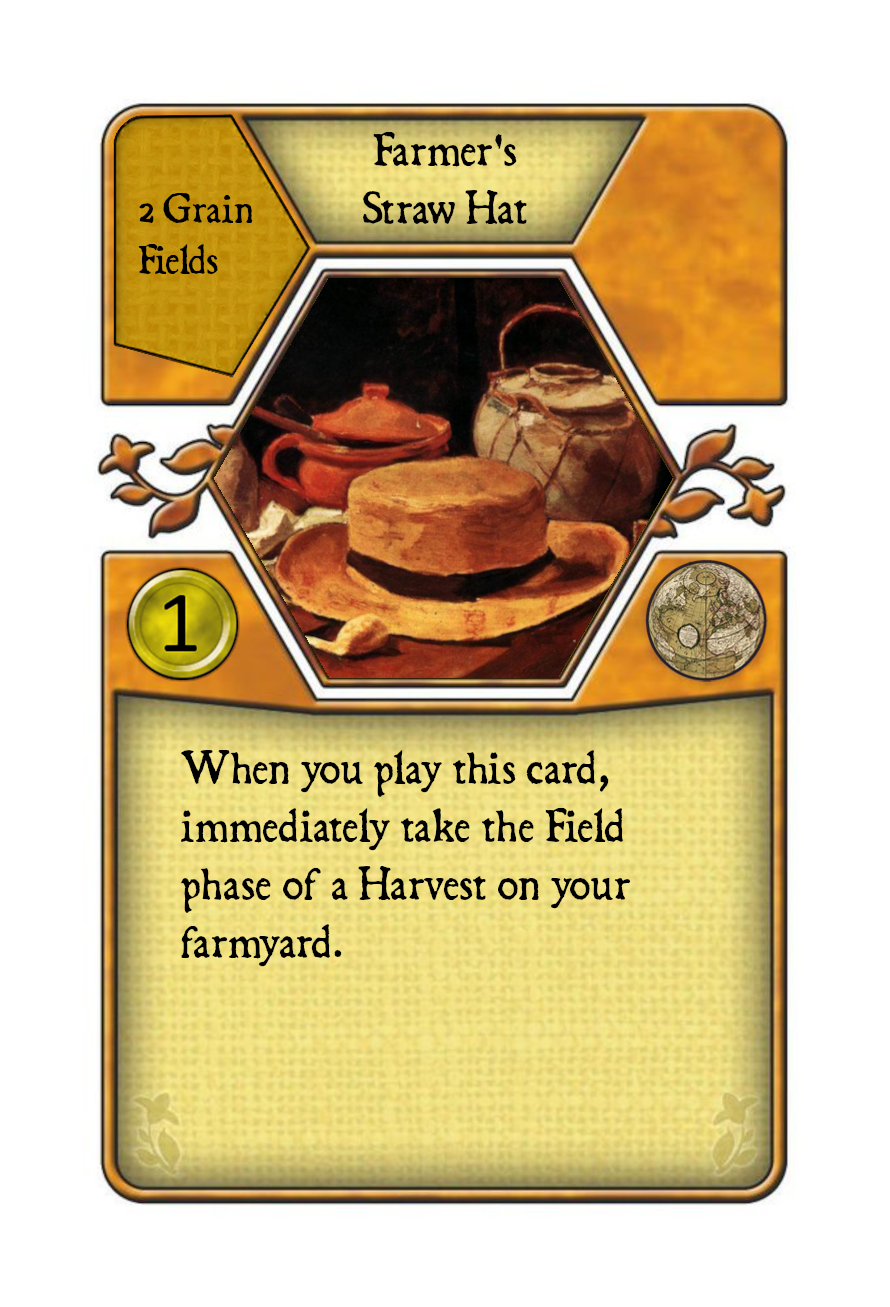 Farmer's
Straw Hat
2 Grain
Fields
1
When you play this card,
immediately take the Field
phase of a Harvest on your
farmyard.